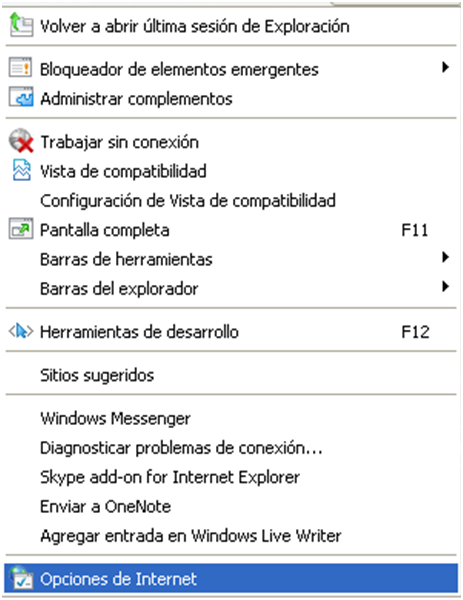 Volver a abrir última sesión de Exploración
Bloqueador de elementos emergentes
Administrar complementos
Trabajar sin conexión
Vista de compatibilidad
Configuración de Vista de compatibilidad
Pantalla completa F11
Barras de herramientas
Barras del explorador
Herramientas de desarrollo F12
Sitios sugeridos
Windows Messenger
Diagnosticar problemas de conexión...
Skype add-on for Internet Explorer
Enviar a OneNote
Agregar entrada en Windows Live Writer
Opciones de Internet